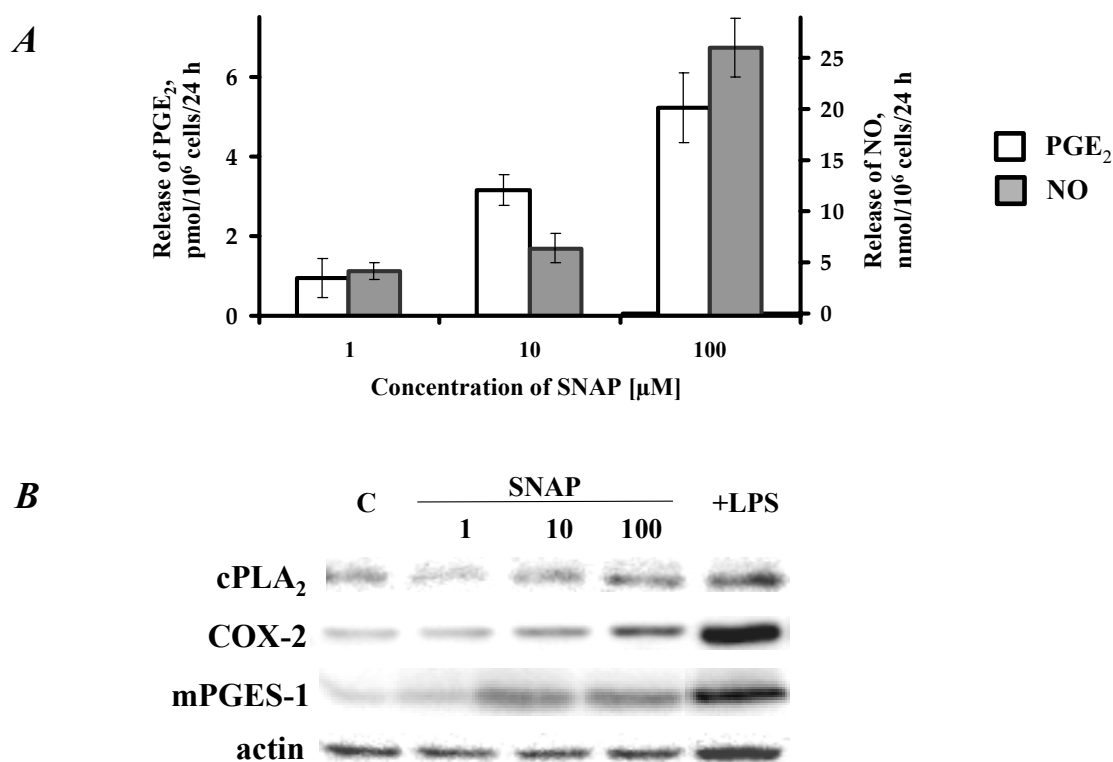 A
Release of PGE₂,
pmol/10⁶ cells/24 h
6
4
2
0
25
20
15
10
5
0
Release of NO,
nmol/10⁶ cells/24 h
PGE₂
NO
1 10 100
Concentration of SNAP [µM]
B
C SNAP +LPS
1 10 100
cPLA₂
COX-2
mPGES-1
actin